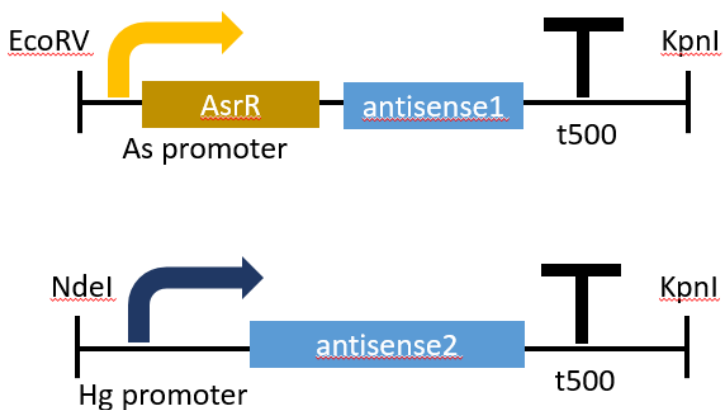 EcoRV
KpnI
AsrR
antisense1
As promoter
t500
NdeI
KpnI
antisense2
Hg promoter
t500